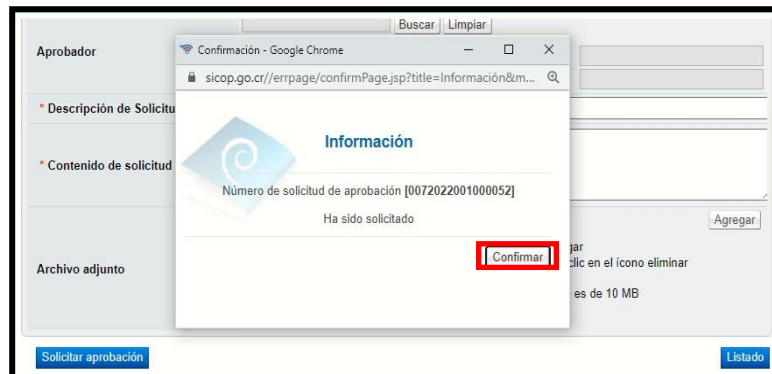 Buscar Limpiar
Aprobador
Confirmación - Google Chrome
sicop.go.cr//errpage/confirmPage.jsp?title=Información&m...
* Descripción de Solicitu
Información
* Contenido de solicitud
Número de solicitud de aprobación [0072022001000052]
Ha sido solicitado
Agregar
Confirmar
gar
clic en el ícono eliminar
Archivo adjunto
es de 10 MB
Solicitar aprobación
Listado